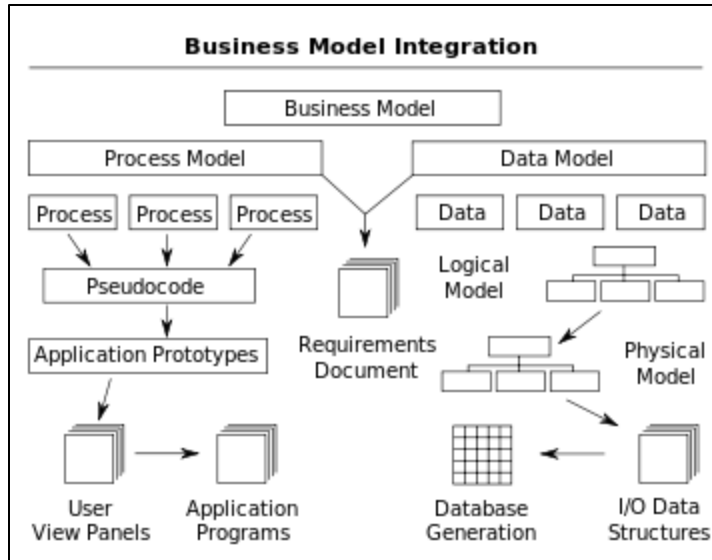 Business Model Integration
Business Model
Process Model
Data Model
Process
Process
Process
Data
Data
Data
Pseudocode
Logical
Model
Application Prototypes
Requirements
Document
Physical
Model
User
View Panels
Application
Programs
Database
Generation
I/O Data
Structures